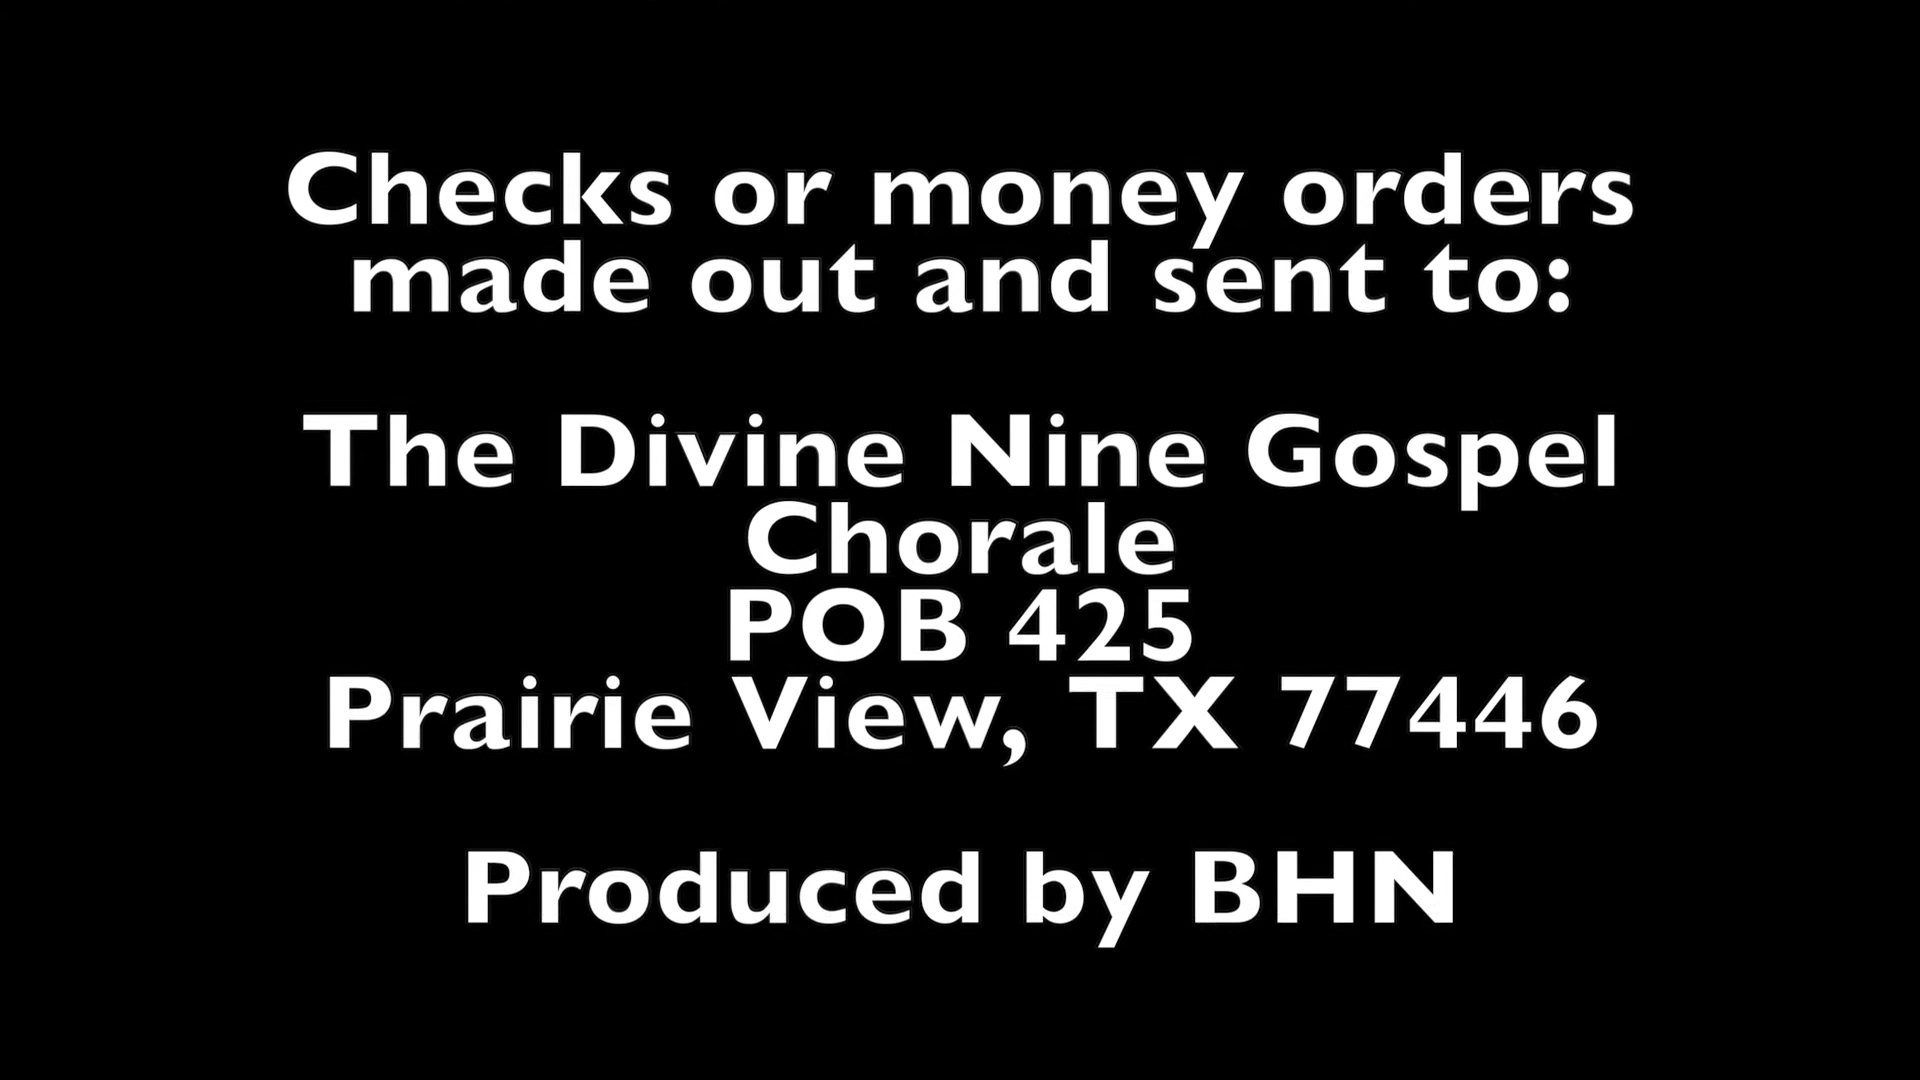 Checks or money orders
made out and sent to:
The Divine Nine Gospel
Chorale
POB 425
Prairie View, TX 77446
Produced by BHN